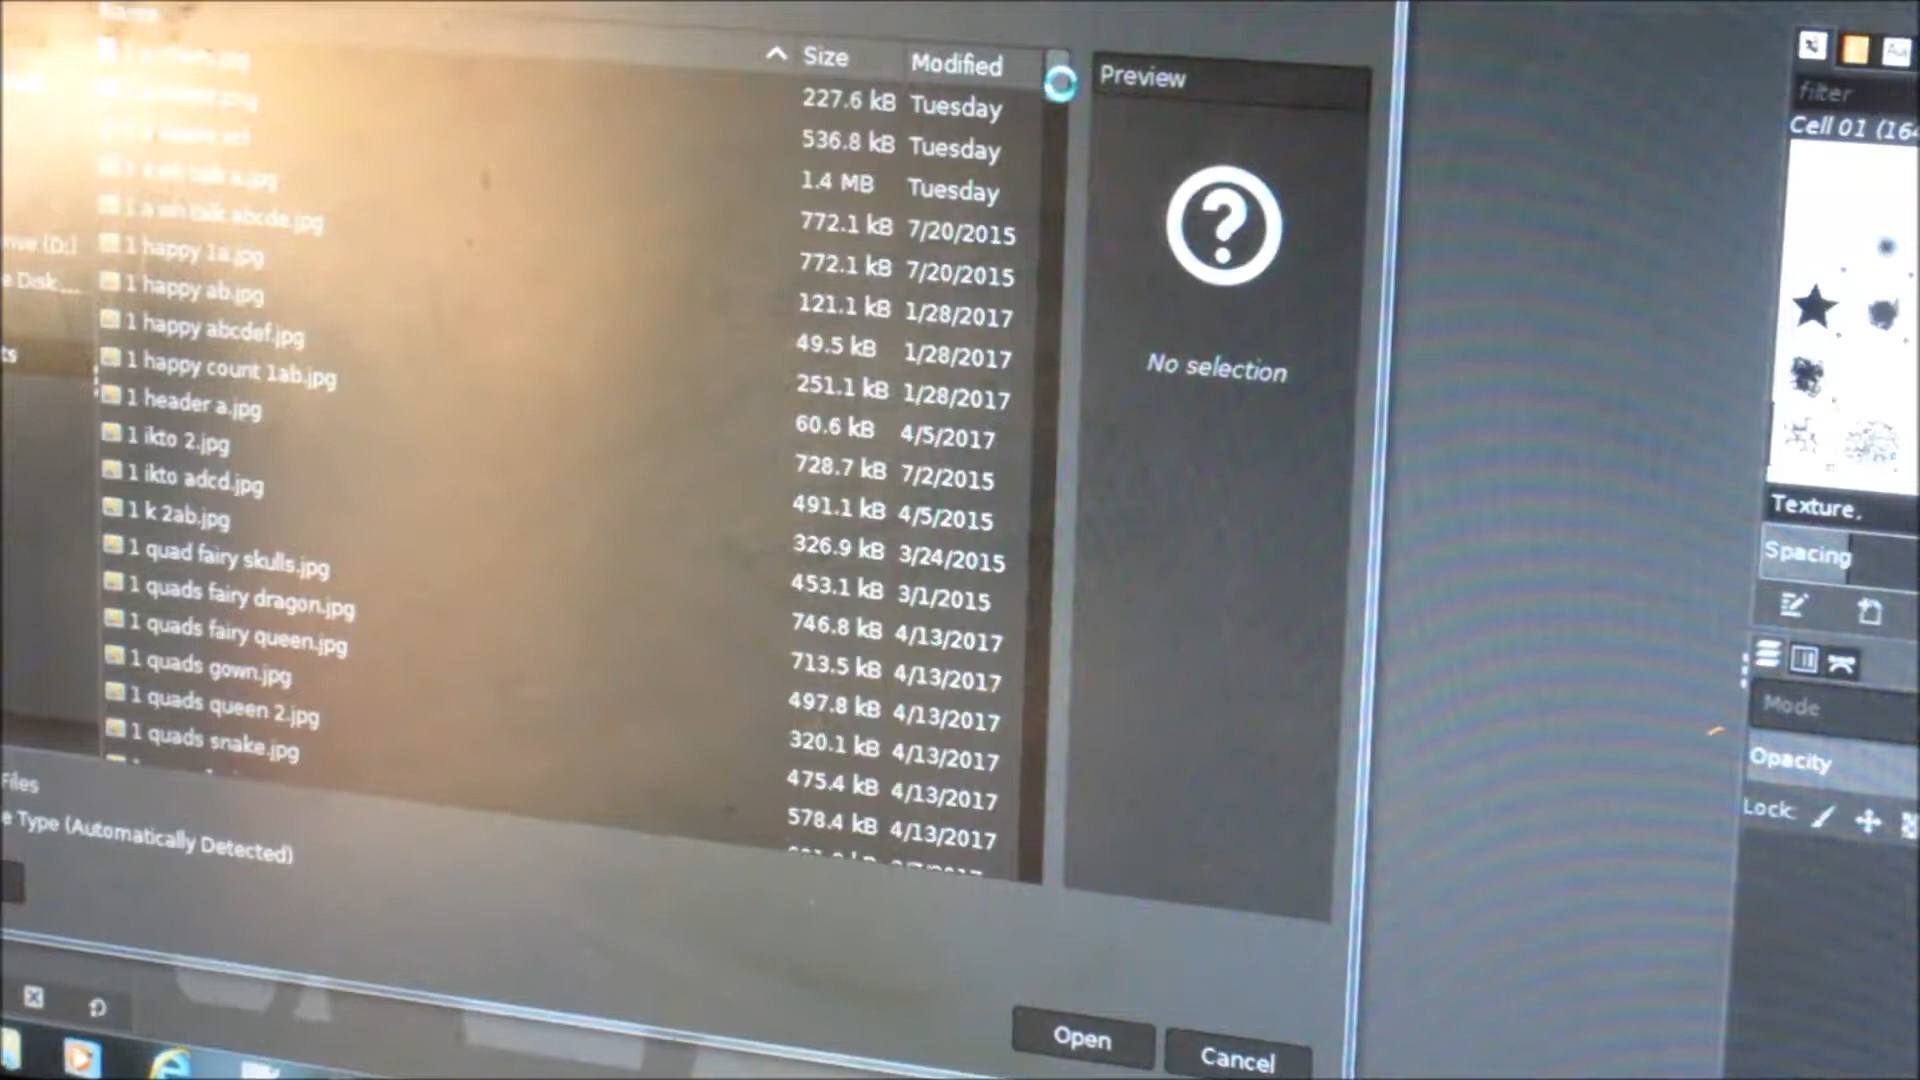 Name
Size Modified
227.6 kB Tuesday
536.8 kB Tuesday
1.4 MB Tuesday
1 a wh talk abcde.jpg 772.1 kB 7/20/2015
1 happy 1a.jpg 772.1 kB 7/20/2015
1 happy ab.jpg 121.1 kB 1/28/2017
1 happy abcdef.jpg 49.5 kB 1/28/2017
1 happy count 1ab.jpg 251.1 kB 1/28/2017
1 header a.jpg 60.6 kB 4/5/2017
1 ikto 2.jpg 728.7 kB 7/2/2015
1 ikto adcd.jpg 491.1 kB 4/5/2015
1 k 2ab.jpg 326.9 kB 3/24/2015
1 quad fairy skulls.jpg 453.1 kB 3/1/2015
1 quads fairy dragon.jpg 746.8 kB 4/13/2017
1 quads fairy queen.jpg 713.5 kB 4/13/2017
1 quads gown.jpg 497.8 kB 4/13/2017
1 quads queen 2.jpg 320.1 kB 4/13/2017
1 quads snake.jpg 475.4 kB 4/13/2017
578.4 kB 4/13/2017
(D:)
e Disk...
ts
Files
e Type (Automatically Detected)
Preview
No selection
Open Cancel
filter
Cell 01 (164
Texture,
Spacing
Mode
Opacity
Lock: